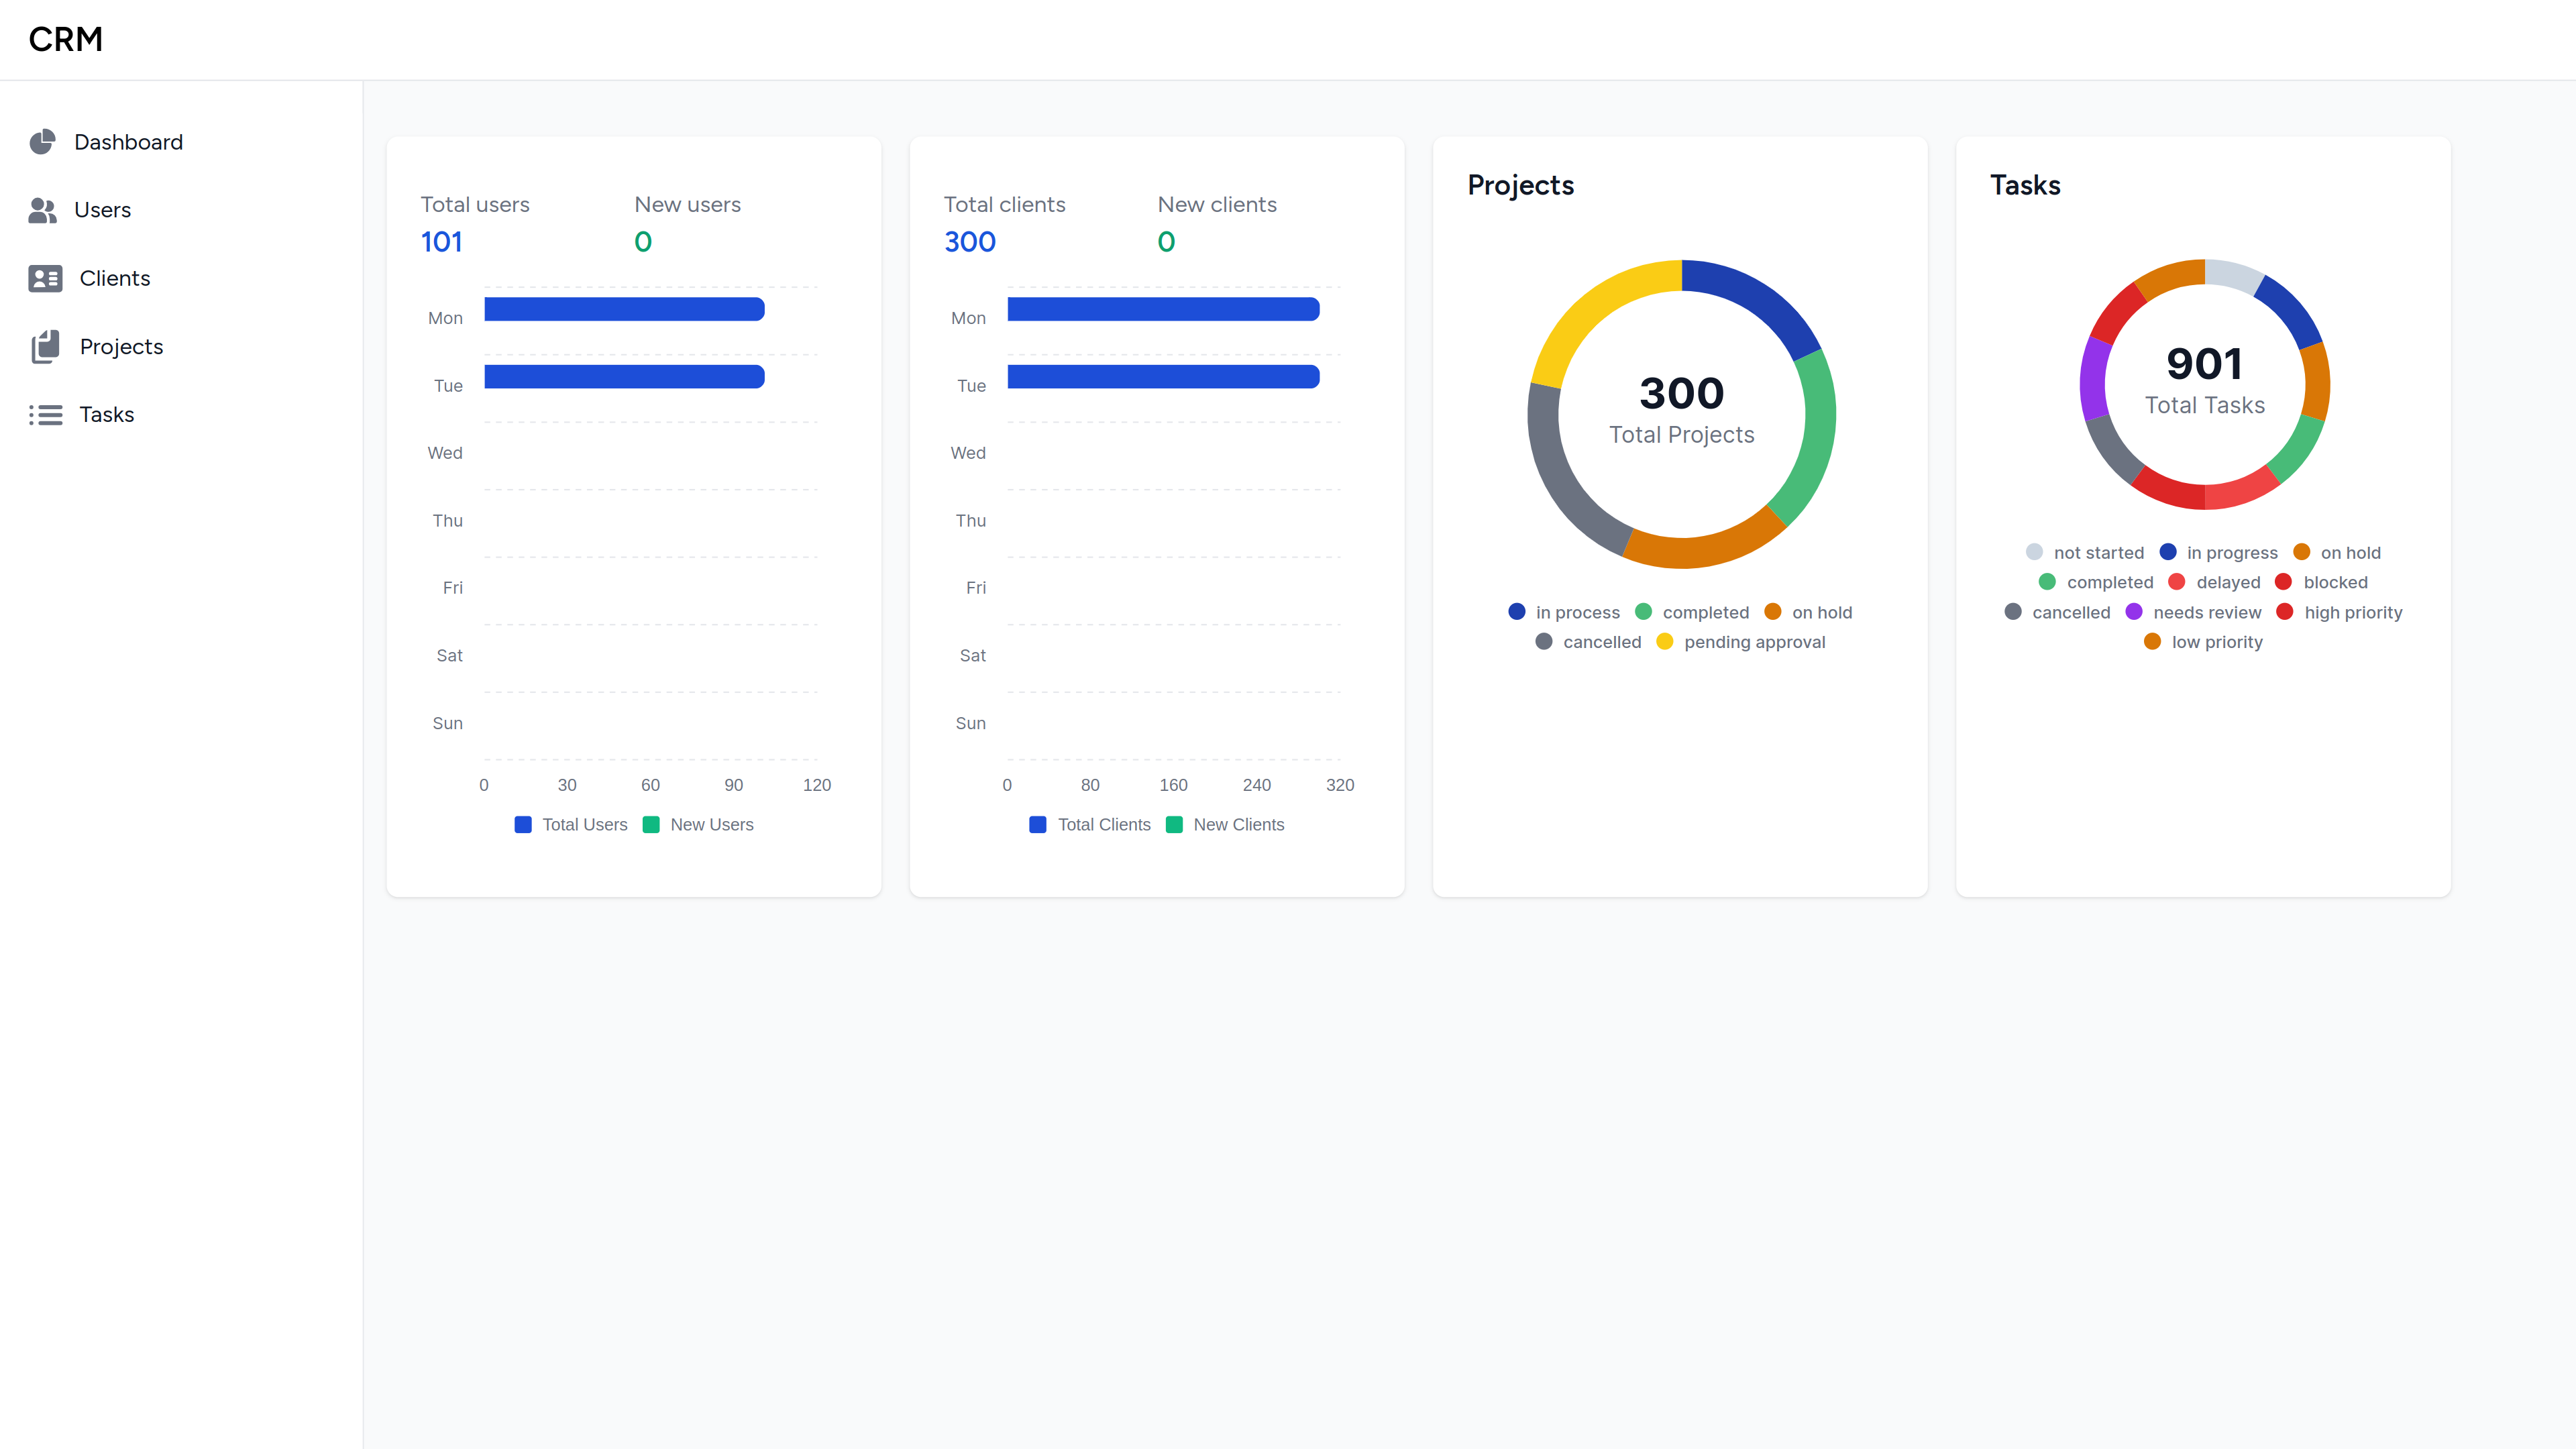 CRM
Dashboard
Users
Clients
Projects
Tasks
Total users New users
101 0
Mon
Tue
Wed
Thu
Fri
Sat
Sun
0 30 60 90 120
Total Users New Users
Total clients New clients
300 0
Mon
Tue
Wed
Thu
Fri
Sat
Sun
0 80 160 240 320
Total Clients New Clients
Projects
300
Total Projects
in process completed on hold
cancelled pending approval
Tasks
901
Total Tasks
not started in progress on hold
completed delayed blocked
cancelled needs review high priority
low priority